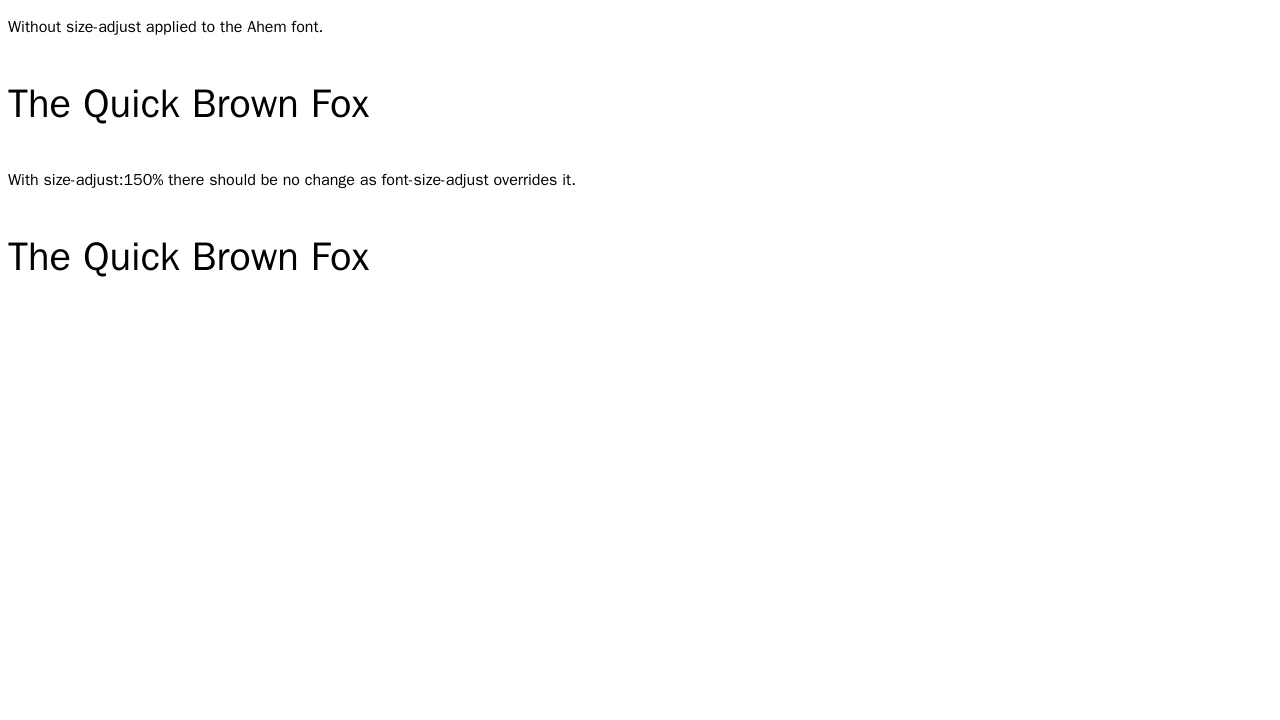 Without size-adjust applied to the Ahem font.
The Quick Brown Fox
With size-adjust:150% there should be no change as font-size-adjust overrides it.
The Quick Brown Fox